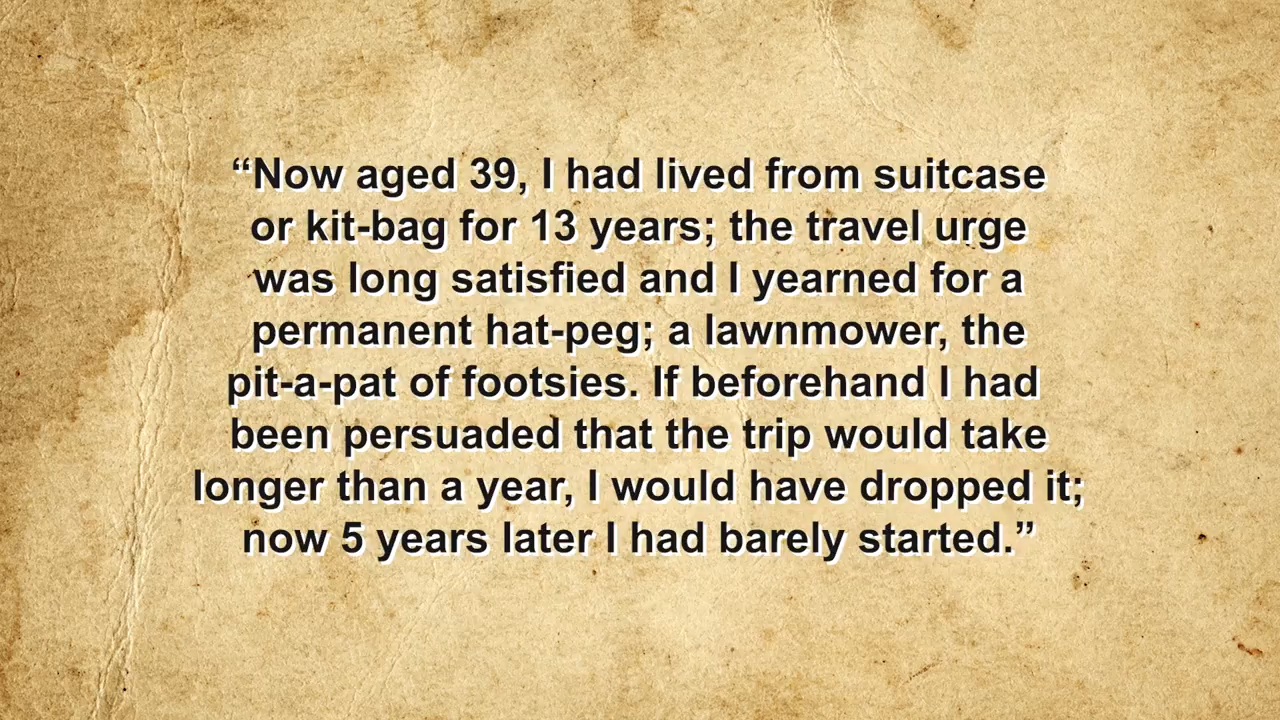 “Now aged 39, I had lived from suitcase
or kit-bag for 13 years; the travel urge
was long satisfied and I yearned for a
permanent hat-peg; a lawnmower, the
pit-a-pat of footsies. If beforehand I had
been persuaded that the trip would take
longer than a year, I would have dropped it;
now 5 years later I had barely started.”